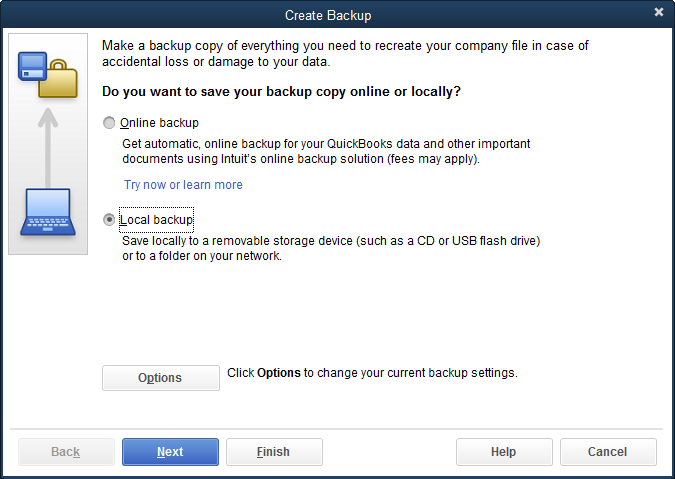 Create Backup
Make a backup copy of everything you need to recreate your company file in case of
accidental loss or damage to your data.
Do you want to save your backup copy online or locally?
Online backup
Get automatic, online backup for your QuickBooks data and other important
documents using Intuit's online backup solution (fees may apply).
Try now or learn more
Local backup
Save locally to a removable storage device (such as a CD or USB flash drive)
or to a folder on your network.
Options
Click Options to change your current backup settings.
Back
Next
Finish
Help
Cancel